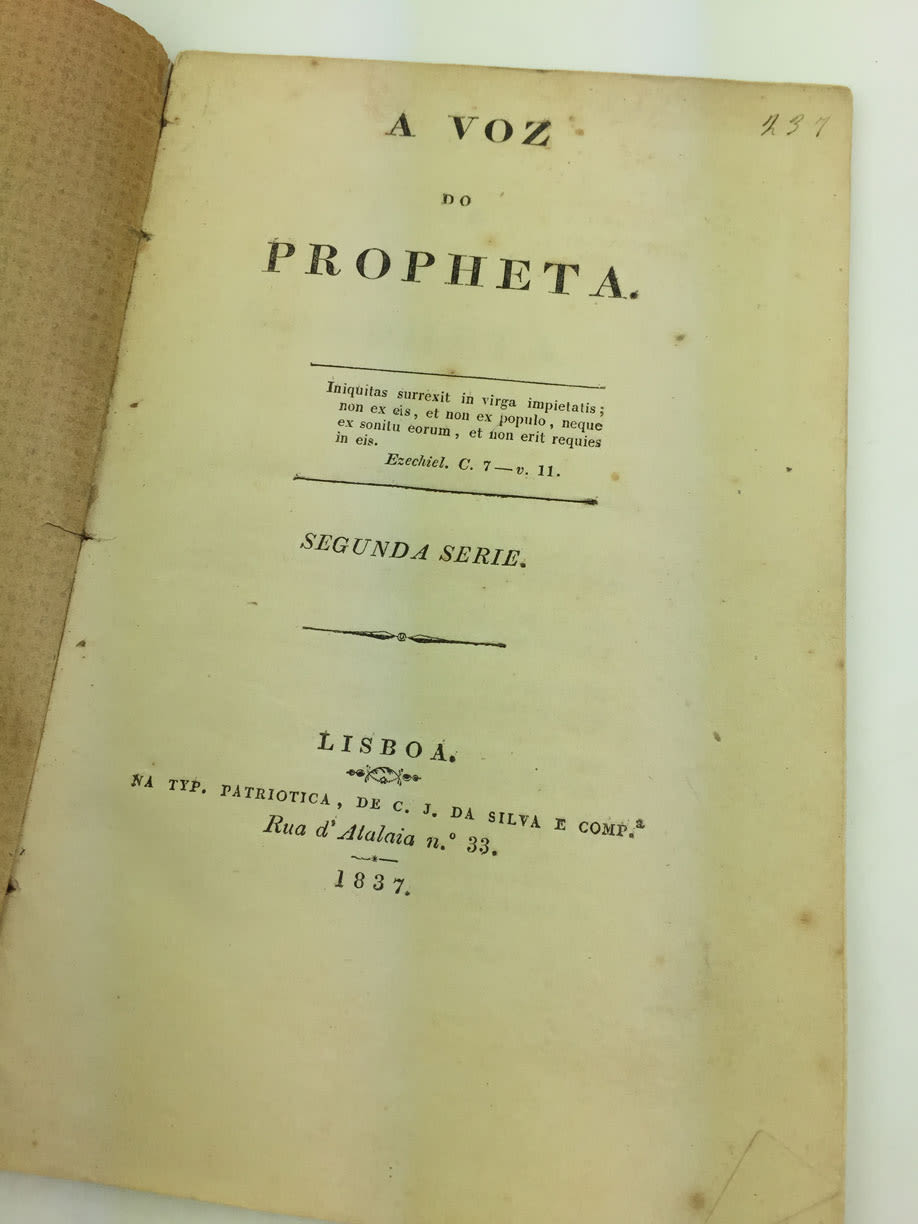 237
A VOZ
DO
PROPHETA.
Iniquitas surrexit in virga impietatis;
non ex eis, et non ex populo, neque
ex sonitu eorum, et non erit requies
in eis.
Ezechiel. C. 7—v. 11.
SEGUNDA SERIE.
LISBOA.
NA TYP. PATRIOTICA, DE C. J. DA SILVA E COMP.ª
Rua d'Atalaia n.º 33.
1837.